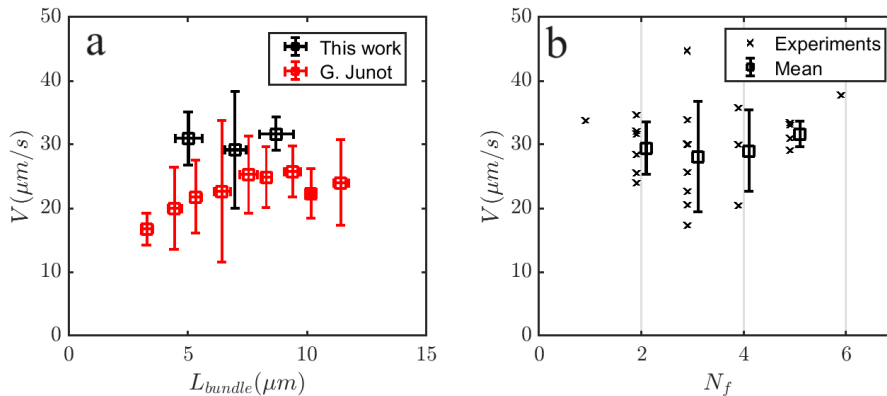 a
This work
G. Junot
50
40
30
20
10
0
V(μm/s)
0
5
10
15
L_bundle(μm)
b
Experiments
Mean
50
40
30
20
10
0
V(μm/s)
0
2
4
6
N_f